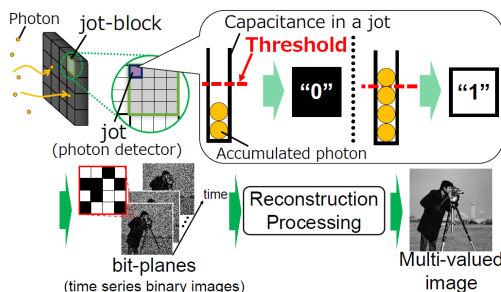 Photon
jot-block
Capacitance in a jot
Threshold
"0"
"1"
jot
(photon detector)
Accumulated photon
time
Reconstruction
Processing
bit-planes
(time series binary images)
Multi-valued
image